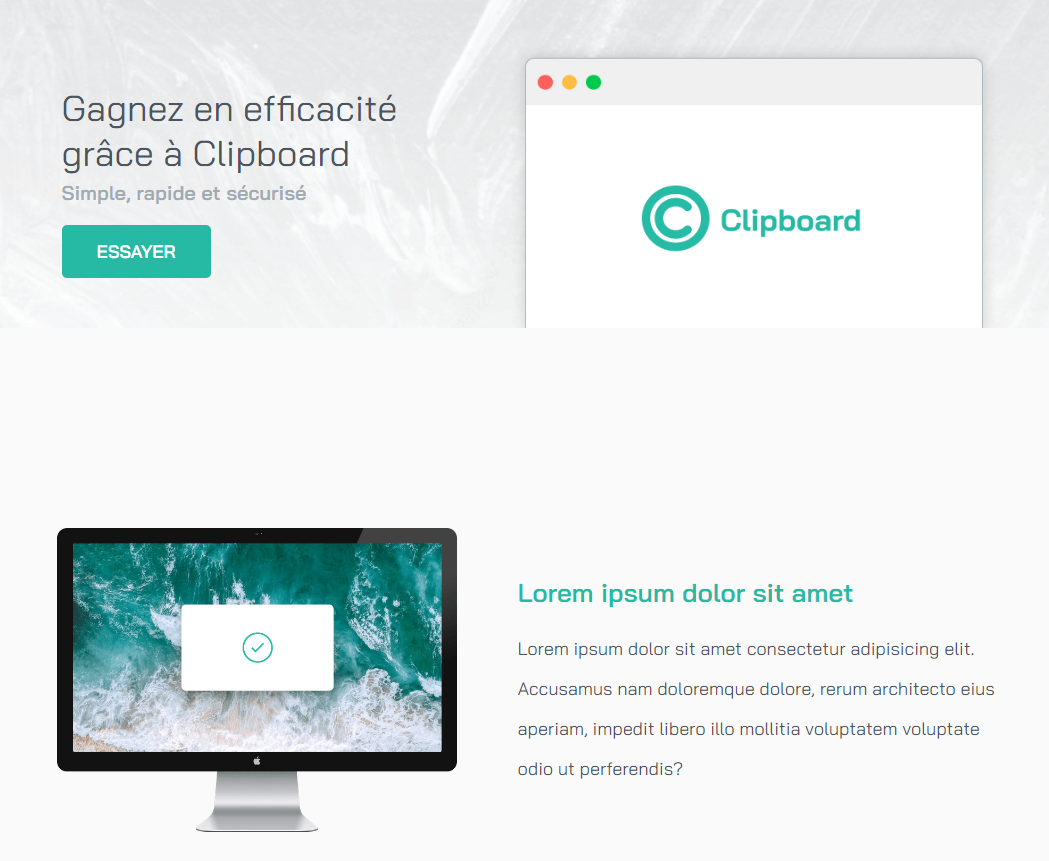 Gagnez en efficacité
grâce à Clipboard
Simple, rapide et sécurisé
ESSAYER
Clipboard
Lorem ipsum dolor sit amet
Lorem ipsum dolor sit amet consectetur adipisicing elit.
Accusamus nam doloremque dolore, rerum architecto eius
aperiam, impedit libero illo mollitia voluptatem voluptate
odio ut perferendis?